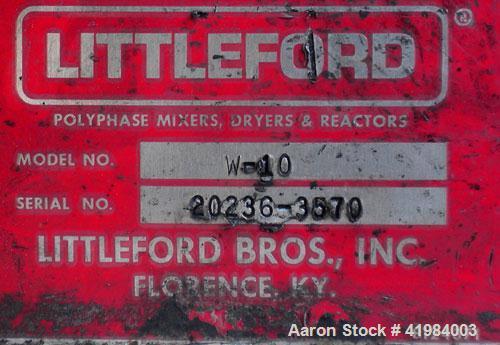 LITTLEFORD ®
POLYPHASE MIXERS, DRYERS & REACTORS
MODEL NO. W-10
SERIAL NO. 20236-3670
LITTLEFORD BROS., INC.
FLORENCE, KY.
Aaron Stock # 41984003